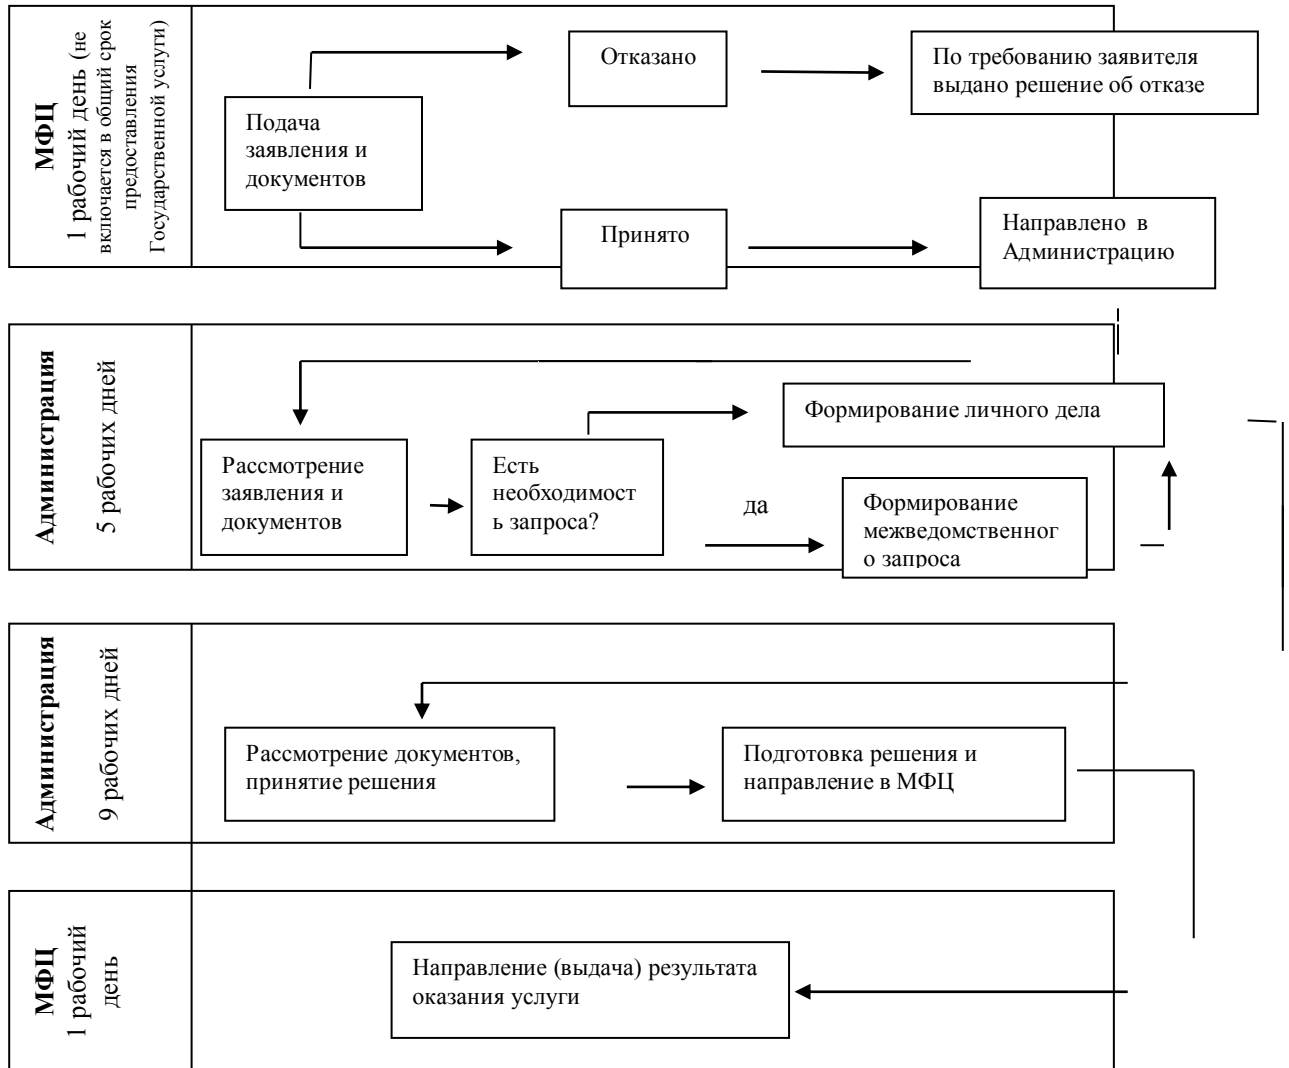 МФЦ
1 рабочий день (не
включается в общий срок
предоставления
Государственной услуги)
Отказано
По требованию заявителя
выдано решение об отказе
Подача
заявления и
документов
Принято
Направлено в
Администрацию
Администрация
5 рабочих дней
Формирование личного дела
Рассмотрение
заявления и
документов
Есть
необходимост
ь запроса?
да
Формирование
межведомственног
о запроса
Администрация
9 рабочих дней
Рассмотрение документов,
принятие решения
Подготовка решения и
направление в МФЦ
МФЦ
1 рабочий
день
Направление (выдача) результата
оказания услуги